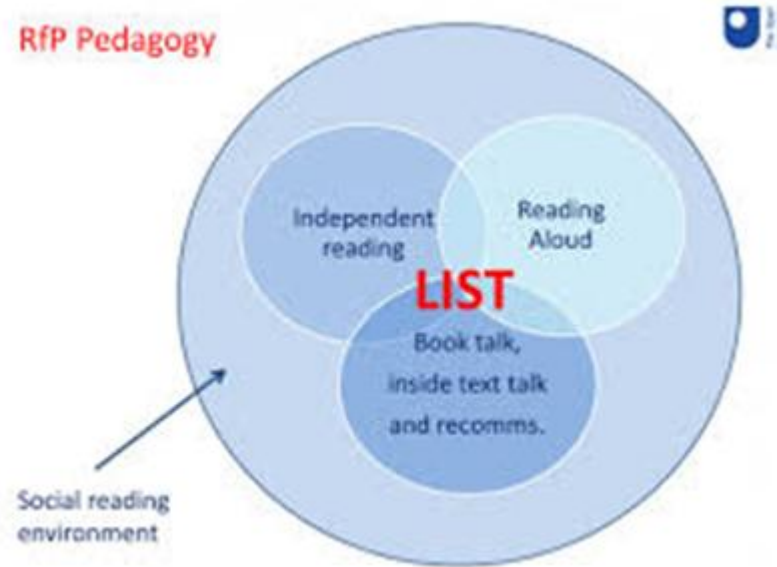 RfP Pedagogy
Independent
reading
Reading
Aloud
LIST
Book talk,
inside text talk
and recomms.
Social reading
environment